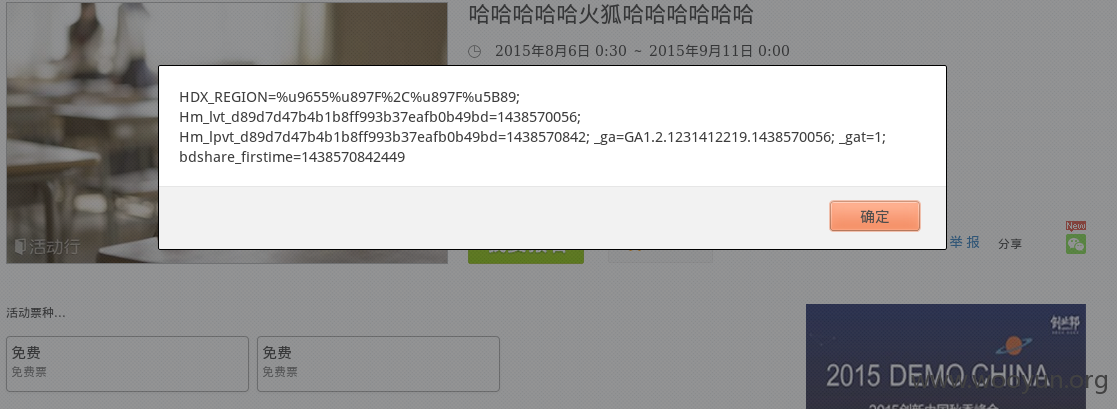 哈哈哈哈哈火狐哈哈哈哈哈哈
2015年8月6日 0:30 ~ 2015年9月11日 0:00
HDX_REGION=%u9655%u897F%2C%u897F%u5B89;
Hm_lvt_d89d7d47b4b1b8ff993b37eafb0b49bd=1438570056;
Hm_lpvt_d89d7d47b4b1b8ff993b37eafb0b49bd=1438570842; _ga=GA1.2.1231412219.1438570056; _gat=1;
bdshare_firstime=1438570842449
确定
活动行
举 报
分享
New
活动票种...
免费
免费票
免费
免费票
创业邦
2015 DEMO CHINA
www.wooyun.org
2015创新中国秋季峰会